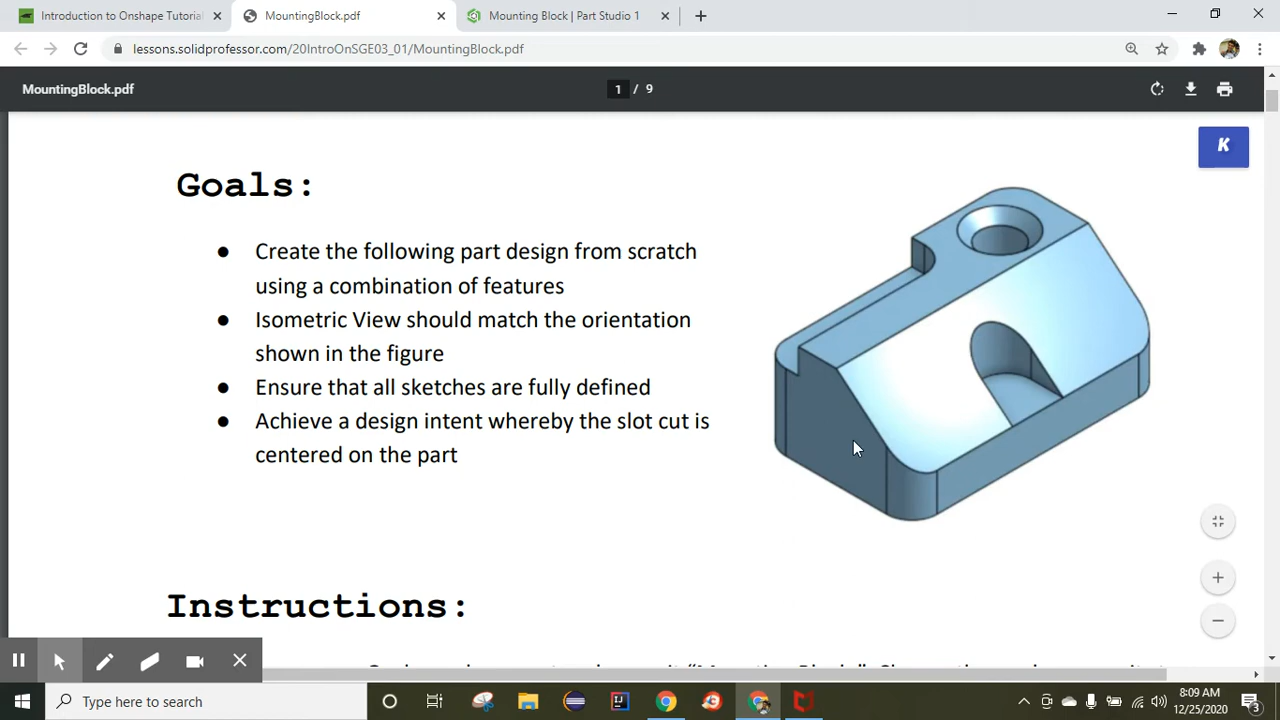 Introduction to Onshape Tutorial
MountingBlock.pdf
Mounting Block | Part Studio 1
lessons.solidprofessor.com/20IntroOnSGE03_01/MountingBlock.pdf
MountingBlock.pdf
1 / 9
K
Goals:
● Create the following part design from scratch
using a combination of features
● Isometric View should match the orientation
shown in the figure
● Ensure that all sketches are fully defined
● Achieve a design intent whereby the slot cut is
centered on the part
Instructions:
Type here to search
8:09 AM
12/25/2020
3